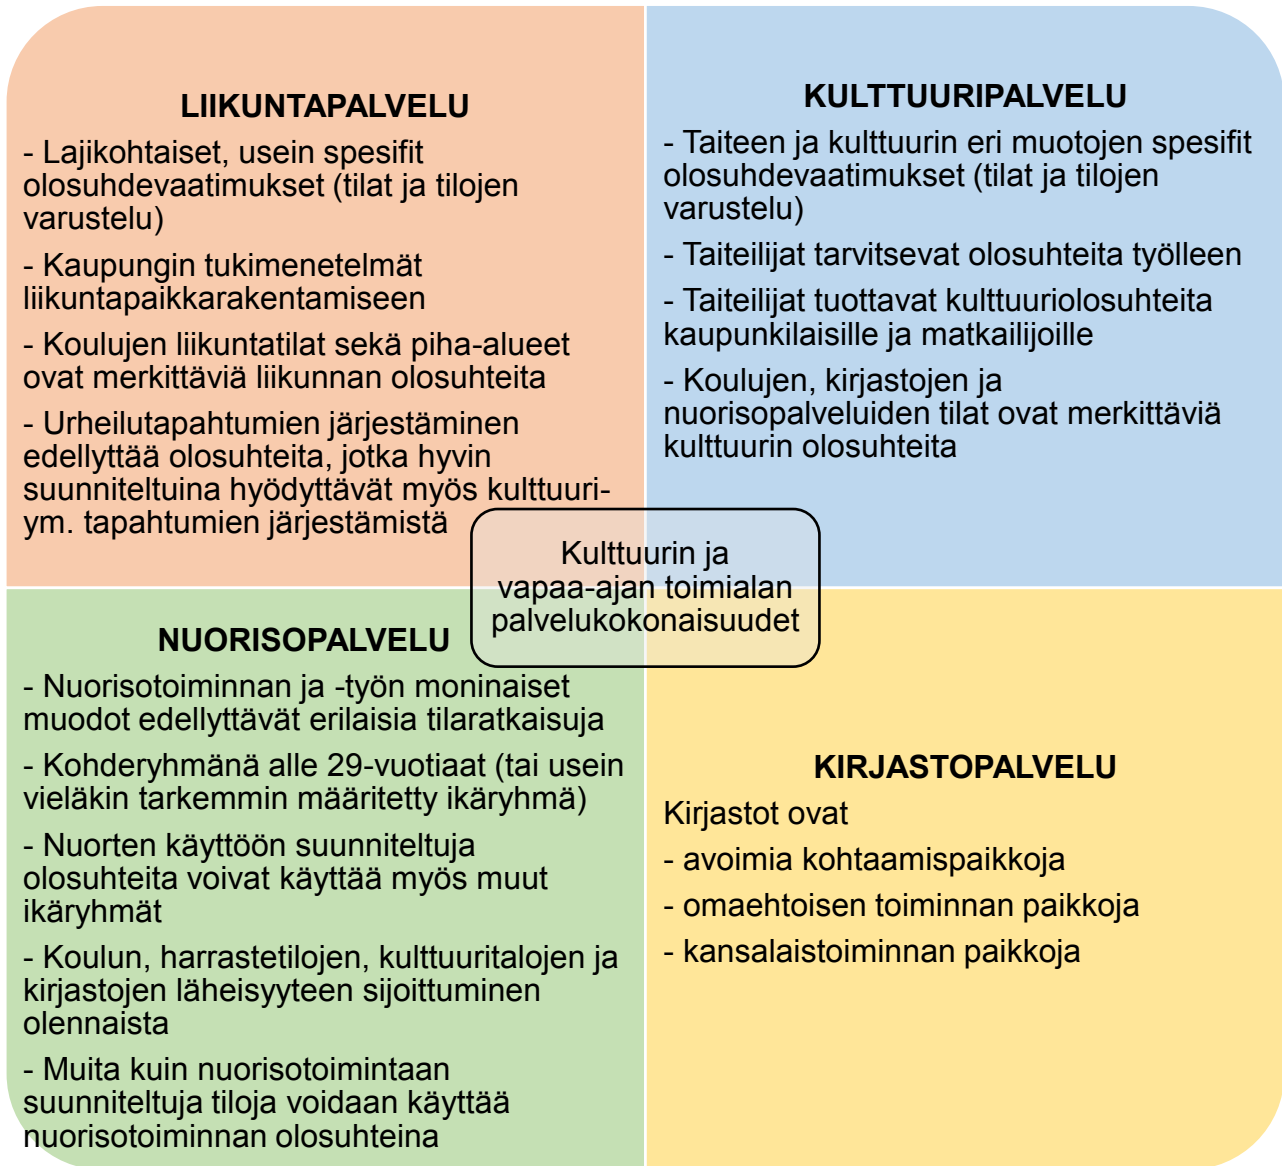 LIIKUNTAPALVELU
- Lajikohtaiset, usein spesifit
olosuhdevaatimukset (tilat ja tilojen
varustelu)
- Kaupungin tukimenetelmät
liikuntapaikkarakentamiseen
- Koulujen liikuntatilat sekä piha-alueet
ovat merkittäviä liikunnan olosuhteita
- Urheilutapahtumien järjestäminen
edellyttää olosuhteita, jotka hyvin
suunniteltuina hyödyttävät myös kulttuuri-
ym. tapahtumien järjestämistä
KULTTUURIPALVELU
- Taiteen ja kulttuurin eri muotojen spesifit
olosuhdevaatimukset (tilat ja tilojen
varustelu)
- Taiteilijat tarvitsevat olosuhteita työlleen
- Taiteilijat tuottavat kulttuuriolosuhteita
kaupunkilaisille ja matkailijoille
- Koulujen, kirjastojen ja
nuorisopalveluiden tilat ovat merkittäviä
kulttuurin olosuhteita
Kulttuurin ja
vapaa-ajan toimialan
palvelukokonaisuudet
NUORISOPALVELU
- Nuorisotoiminnan ja -työn moninaiset
muodot edellyttävät erilaisia tilaratkaisuja
- Kohderyhmänä alle 29-vuotiaat (tai usein
vieläkin tarkemmin määritetty ikäryhmä)
- Nuorten käyttöön suunniteltuja
olosuhteita voivat käyttää myös muut
ikäryhmät
- Koulun, harrastetilojen, kulttuuritalojen ja
kirjastojen läheisyyteen sijoittuminen
olennaista
- Muita kuin nuorisotoimintaan
suunniteltuja tiloja voidaan käyttää
nuorisotoiminnan olosuhteina
KIRJASTOPALVELU
Kirjastot ovat
- avoimia kohtaamispaikkoja
- omaehtoisen toiminnan paikkoja
- kansalaistoiminnan paikkoja